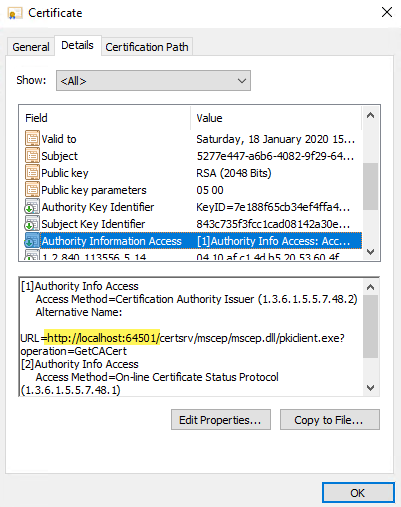 Certificate
General Details Certification Path
Show: <All>
Field Value
Valid to Saturday, 18 January 2020 15...
Subject 5277e447-a6b6-4082-9f29-64...
Public key RSA (2048 Bits)
Public key parameters 05 00
Authority Key Identifier KeyID=7e188f65cb34ef4ffa4...
Subject Key Identifier 843c735f3fcc1cad08142a30e...
Authority Information Access [1]Authority Info Access: Acc...
1.2.840.113556.5.14 04 10 af c1 4d b5 20 53 60 4f
[1]Authority Info Access
Access Method=Certification Authority Issuer (1.3.6.1.5.5.7.48.2)
Alternative Name:
URL=http://localhost:64501/certsrv/mscep/mscep.dll/pkiclient.exe?
operation=GetCACert
[2]Authority Info Access
Access Method=On-line Certificate Status Protocol
(1.3.6.1.5.5.7.48.1)
Edit Properties... Copy to File...
OK